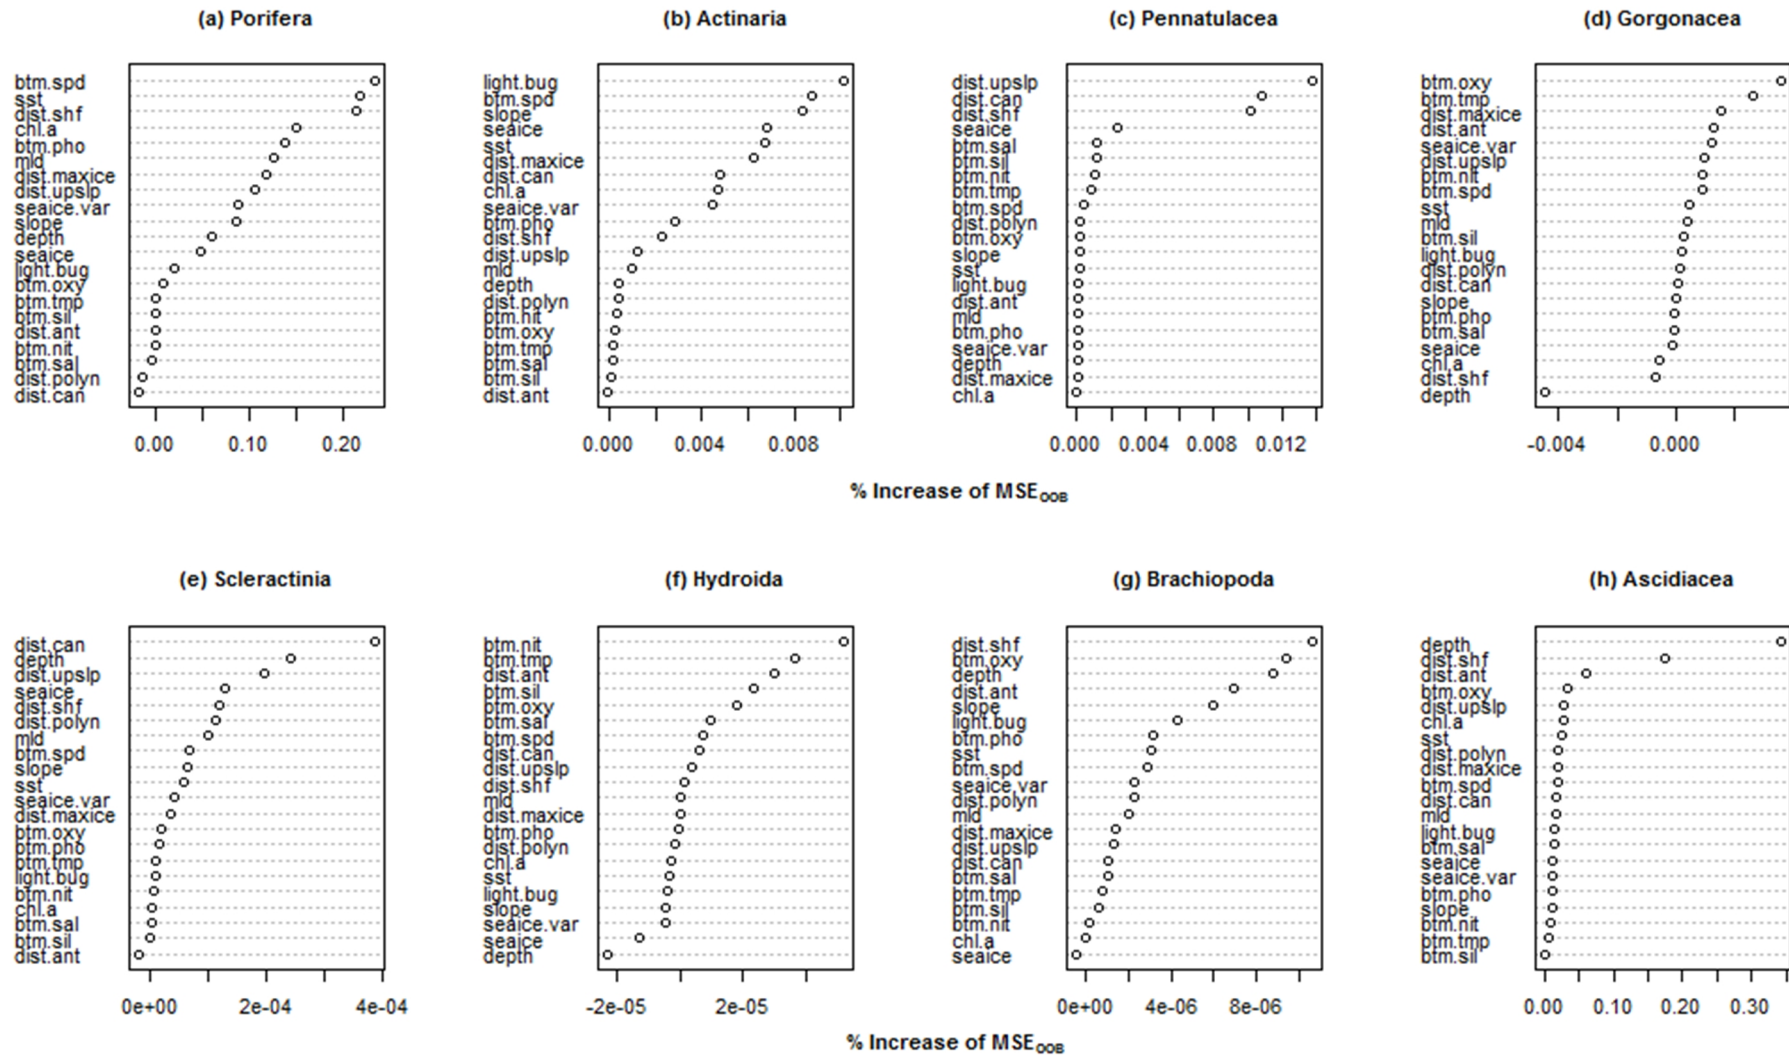 (a) Porifera
btm.spd
sst
dist.shf
chl.a
btm.pho
mld
dist.maxice
dist.upslp
seaice.var
slope
depth
seaice
light.bug
btm.oxy
btm.tmp
btm.sil
dist.ant
btm.nit
btm.sal
dist.polyn
dist.can
0.00 0.10 0.20
(b) Actinaria
light.bug
btm.spd
slope
seaice
sst
dist.maxice
dist.can
chl.a
seaice.var
btm.pho
dist.shf
dist.upslp
mld
depth
dist.polyn
btm.nit
btm.oxy
btm.tmp
btm.sal
btm.sil
dist.ant
0.000 0.004 0.008
(c) Pennatulacea
dist.upslp
dist.can
dist.shf
seaice
btm.sal
btm.sil
btm.nit
btm.tmp
btm.spd
dist.polyn
btm.oxy
slope
sst
light.bug
dist.ant
mld
btm.pho
seaice.var
depth
dist.maxice
chl.a
0.000 0.004 0.008 0.012
(d) Gorgonacea
btm.oxy
btm.tmp
dist.maxice
dist.ant
seaice.var
dist.upslp
btm.nit
btm.spd
sst
mld
btm.sil
light.bug
dist.polyn
dist.can
slope
btm.pho
btm.sal
seaice
chl.a
dist.shf
depth
-0.004 0.000
% Increase of MSE_OOB
(e) Scleractinia
dist.can
depth
dist.upslp
seaice
dist.shf
dist.polyn
mld
btm.spd
slope
sst
seaice.var
dist.maxice
btm.oxy
btm.pho
btm.tmp
light.bug
btm.nit
chl.a
btm.sal
btm.sil
dist.ant
0e+00 2e-04 4e-04
(f) Hydroida
btm.nit
btm.tmp
dist.ant
btm.sil
btm.oxy
btm.sal
btm.spd
dist.can
dist.upslp
dist.shf
mld
dist.maxice
btm.pho
dist.polyn
chl.a
sst
light.bug
slope
seaice.var
seaice
depth
-2e-05 2e-05
(g) Brachiopoda
dist.shf
btm.oxy
depth
dist.ant
slope
light.bug
btm.pho
sst
btm.spd
seaice.var
dist.polyn
mld
dist.maxice
dist.upslp
dist.can
btm.sal
btm.tmp
btm.sil
btm.nit
chl.a
seaice
0e+00 4e-06 8e-06
(h) Ascidiacea
depth
dist.shf
dist.ant
btm.oxy
dist.upslp
chl.a
sst
dist.polyn
dist.maxice
btm.spd
dist.can
mld
light.bug
btm.sal
seaice
seaice.var
btm.pho
slope
btm.nit
btm.tmp
btm.sil
0.00 0.10 0.20 0.30
% Increase of MSE_OOB